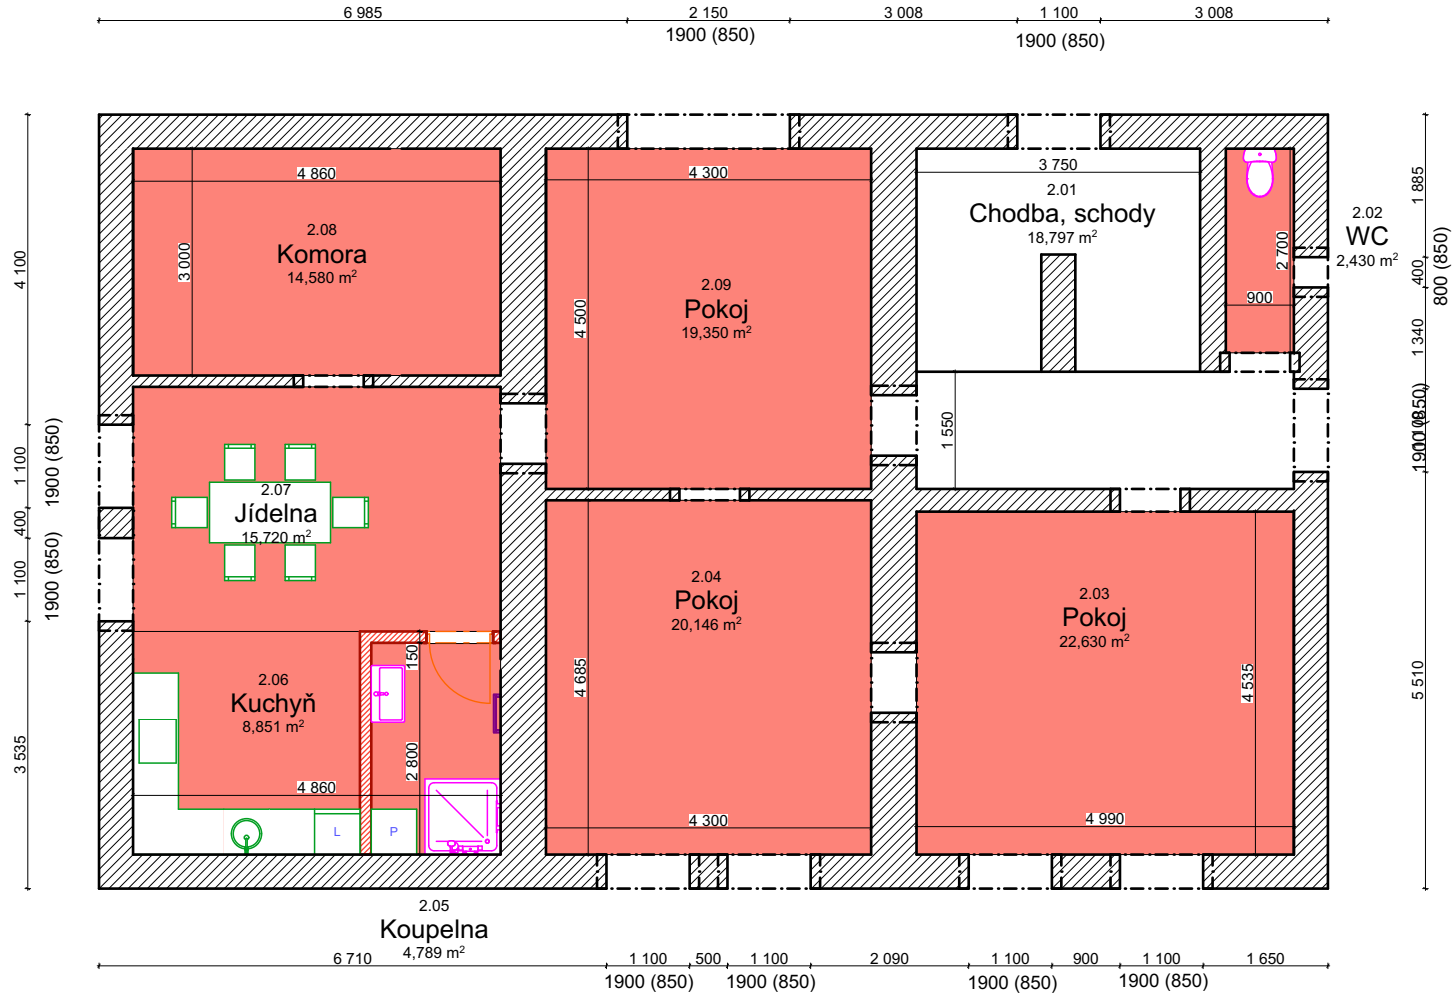 6 985
2 150
3 008
1 100
3 008
1900 (850)
1900 (850)
4 860
2.08
Komora
14,580 m²
3 000
4 300
2.09
Pokoj
19,350 m²
4 500
3 750
2.01
Chodba, schody
18,797 m²
2 700
900
2.02
WC
2,430 m²
1 885
400
800 (850)
1 340
1 550
4 100
1 100
1900 (850)
400
1 100
1900 (850)
3 535
2.07
Jídelna
15,720 m²
2.06
Kuchyň
8,851 m²
4 860
150
2 800
L
P
2.04
Pokoj
20,146 m²
4 685
4 300
2.03
Pokoj
22,630 m²
4 535
4 990
5 510
2.05
Koupelna
4,789 m²
6 710
1 100
500
1 100
2 090
1 100
900
1 100
1 650
1900 (850)
1900 (850)
1900 (850)
1900 (850)